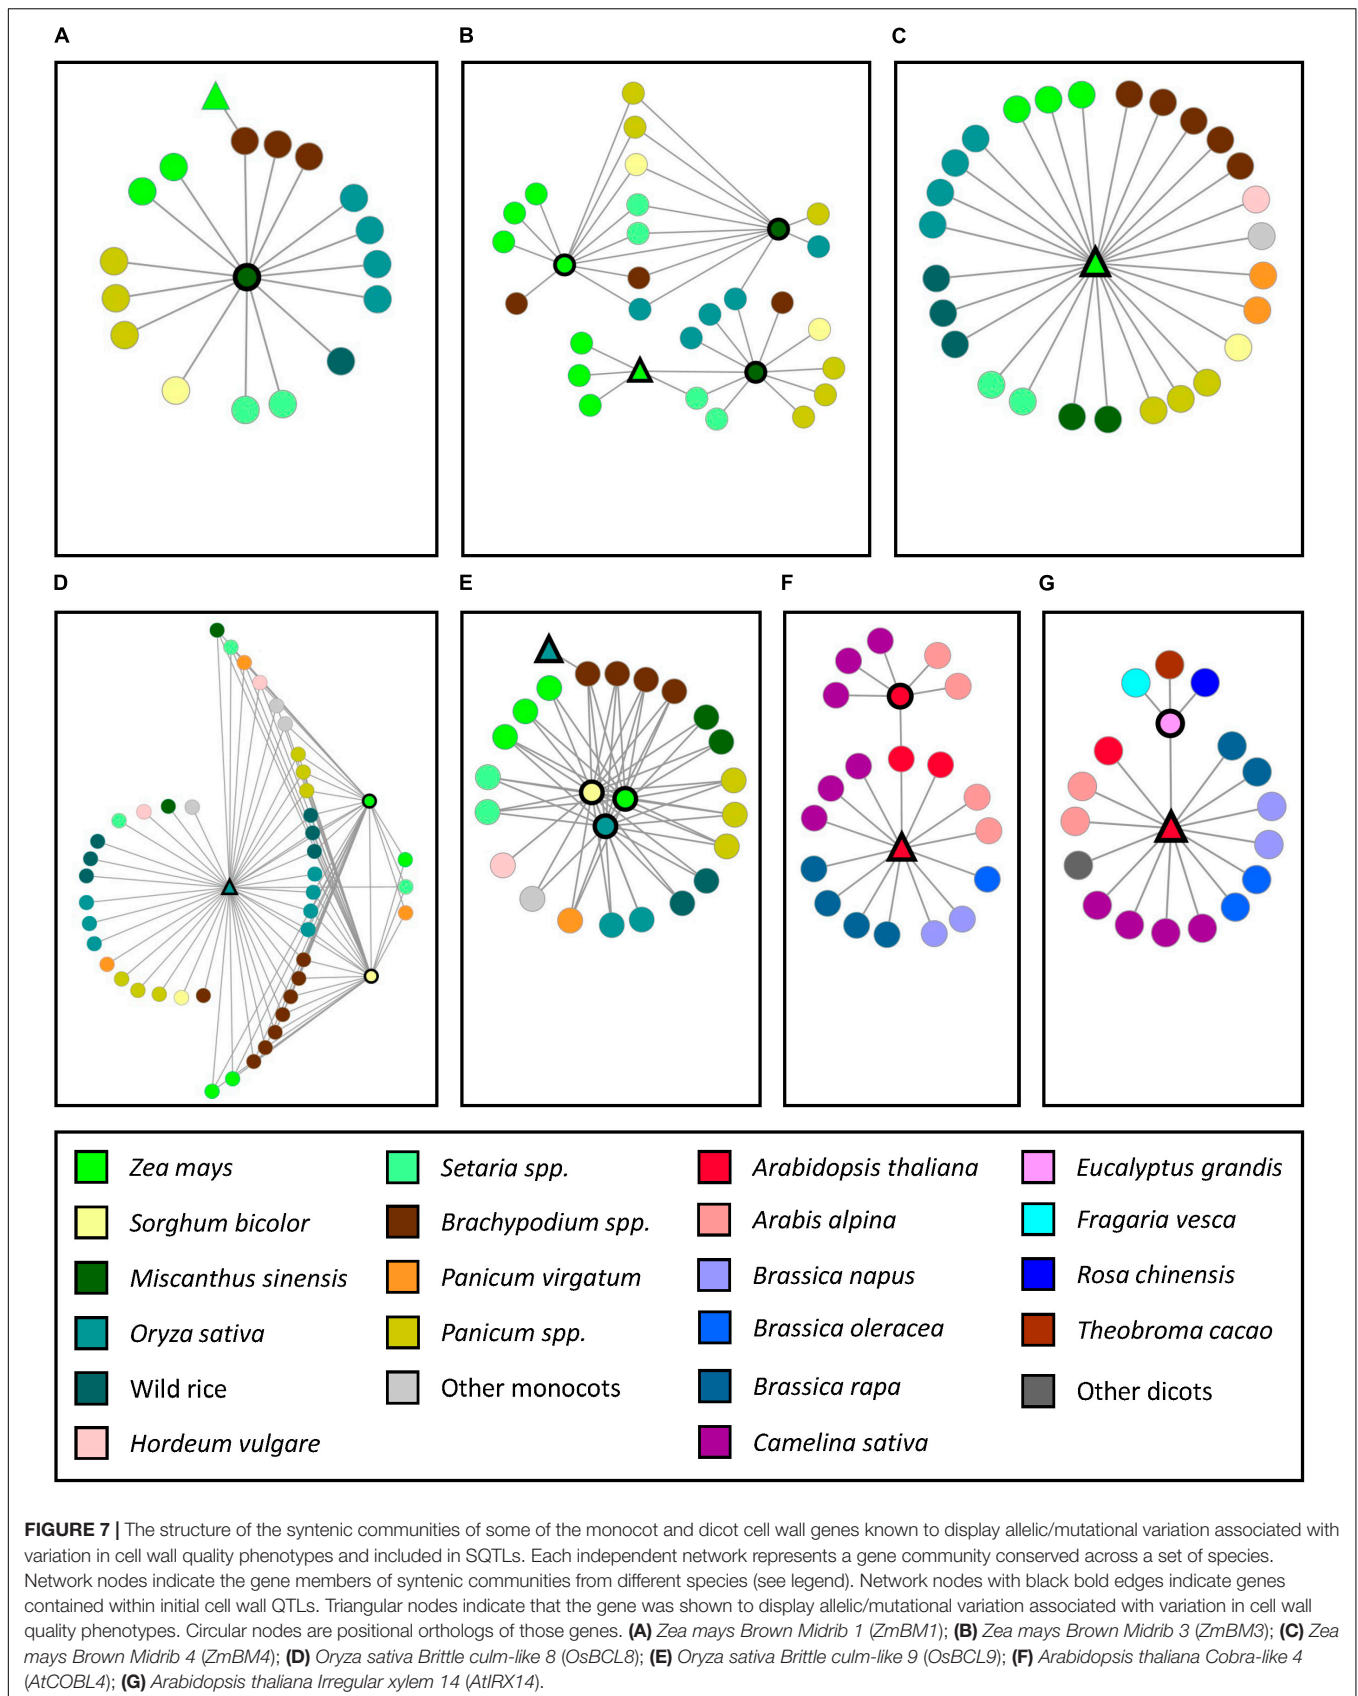 A
B
C
D
E
F
G
Zea mays
Setaria spp.
Arabidopsis thaliana
Eucalyptus grandis
Sorghum bicolor
Brachypodium spp.
Arabis alpina
Fragaria vesca
Miscanthus sinensis
Panicum virgatum
Brassica napus
Rosa chinensis
Oryza sativa
Panicum spp.
Brassica oleracea
Theobroma cacao
Wild rice
Other monocots
Brassica rapa
Other dicots
Hordeum vulgare
Camelina sativa
FIGURE 7 | The structure of the syntenic communities of some of the monocot and dicot cell wall genes known to display allelic/mutational variation associated with
variation in cell wall quality phenotypes and included in SQTLs. Each independent network represents a gene community conserved across a set of species.
Network nodes indicate the gene members of syntenic communities from different species (see legend). Network nodes with black bold edges indicate genes
contained within initial cell wall QTLs. Triangular nodes indicate that the gene was shown to display allelic/mutational variation associated with variation in cell wall
quality phenotypes. Circular nodes are positional orthologs of those genes. (A) Zea mays Brown Midrib 1 (ZmBM1); (B) Zea mays Brown Midrib 3 (ZmBM3); (C) Zea
mays Brown Midrib 4 (ZmBM4); (D) Oryza sativa Brittle culm-like 8 (OsBCL8); (E) Oryza sativa Brittle culm-like 9 (OsBCL9); (F) Arabidopsis thaliana Cobra-like 4
(AtCOBL4); (G) Arabidopsis thaliana Irregular xylem 14 (AtIRX14).